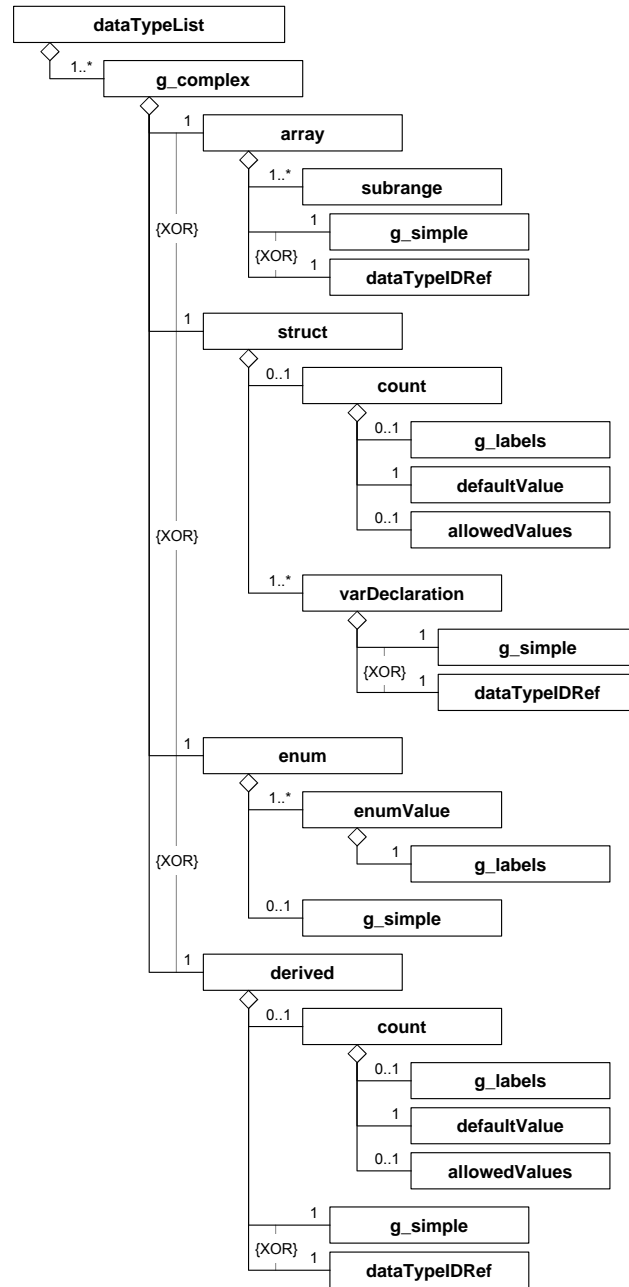 dataTypeList
1..* g_complex
1 array
1..* subrange
{XOR}
1 g_simple
{XOR}
1 dataTypeIDRef
1 struct
0..1 count
0..1 g_labels
1 defaultValue
{XOR}
0..1 allowedValues
1..* varDeclaration
1 g_simple
{XOR}
1 dataTypeIDRef
1 enum
1..* enumValue
1 g_labels
{XOR}
0..1 g_simple
1 derived
0..1 count
0..1 g_labels
1 defaultValue
0..1 allowedValues
1 g_simple
{XOR}
1 dataTypeIDRef